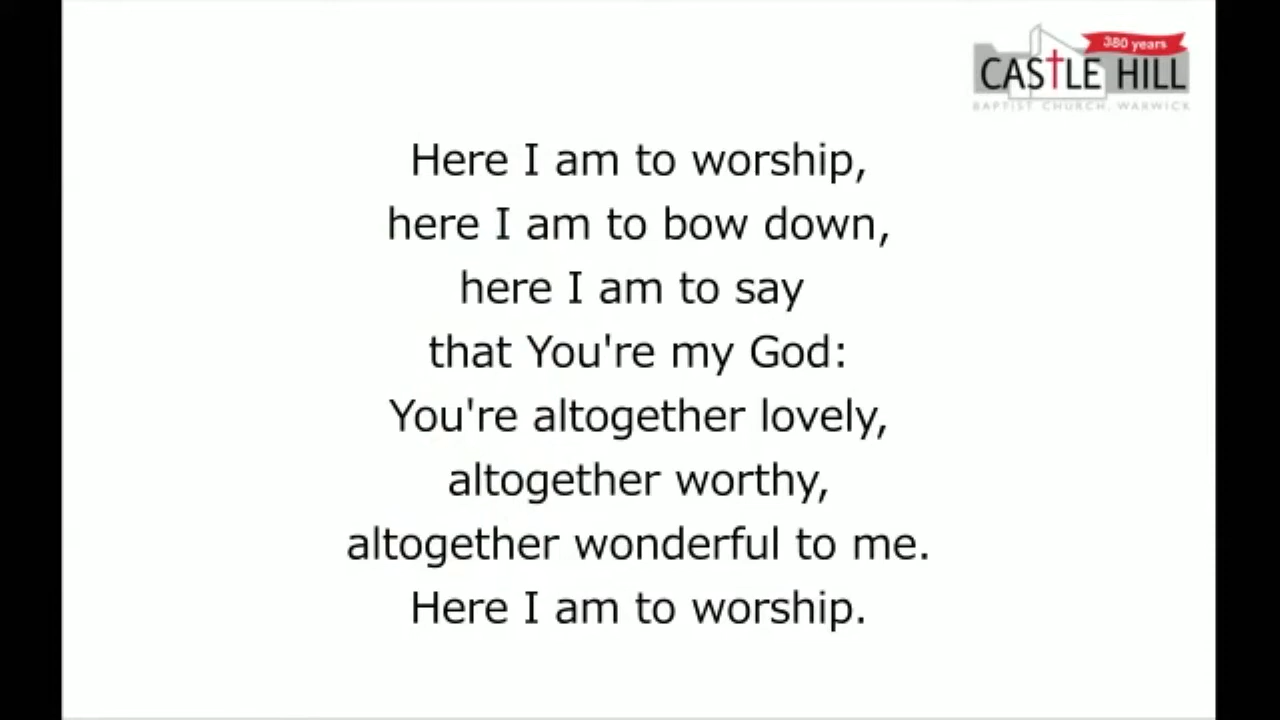 380 years
CASTLE HILL
BAPTIST CHURCH, WARWICK
Here I am to worship,
here I am to bow down,
here I am to say
that You're my God:
You're altogether lovely,
altogether worthy,
altogether wonderful to me.
Here I am to worship.